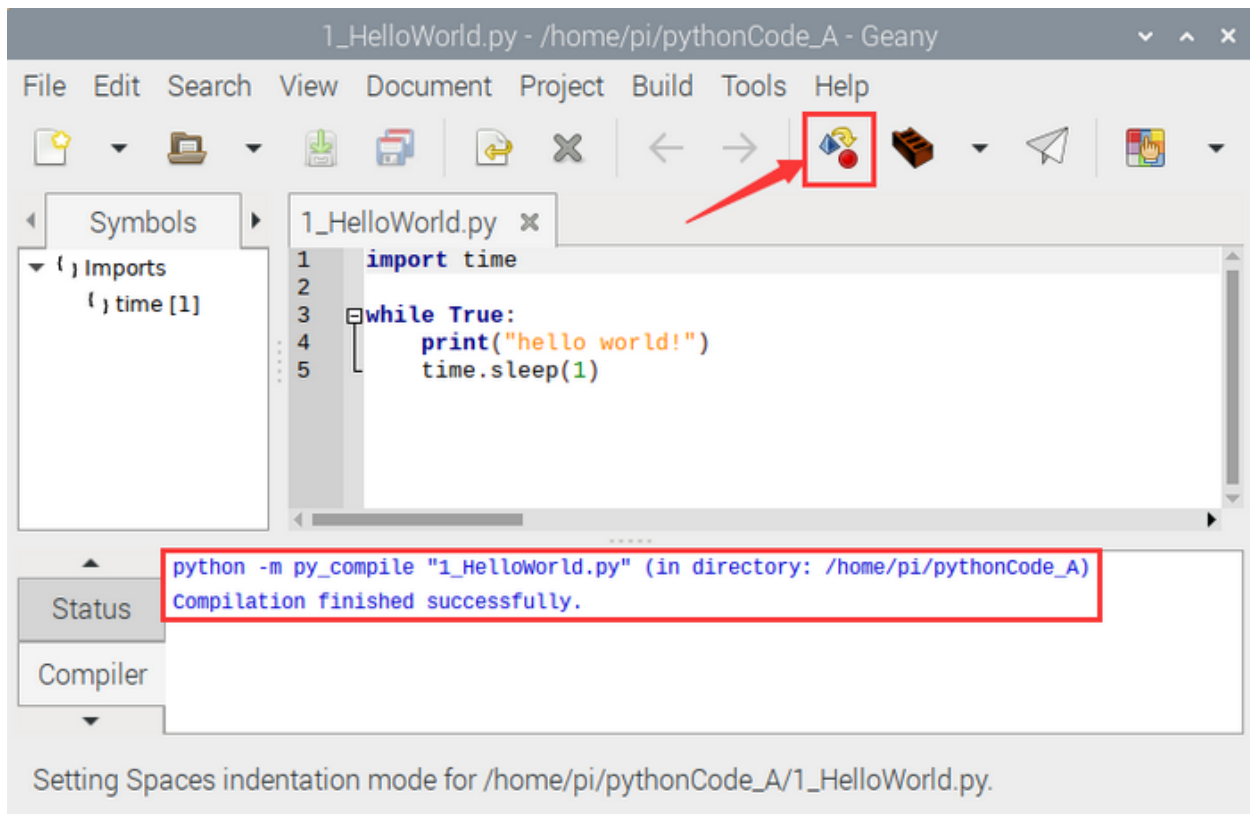 1_HelloWorld.py - /home/pi/pythonCode_A - Geany
File Edit Search View Document Project Build Tools Help
Symbols
1_HelloWorld.py
Imports
time [1]
1 import time
2
3 while True:
4     print("hello world!")
5     time.sleep(1)
Status
Compiler
python -m py_compile "1_HelloWorld.py" (in directory: /home/pi/pythonCode_A)
Compilation finished successfully.
Setting Spaces indentation mode for /home/pi/pythonCode_A/1_HelloWorld.py.